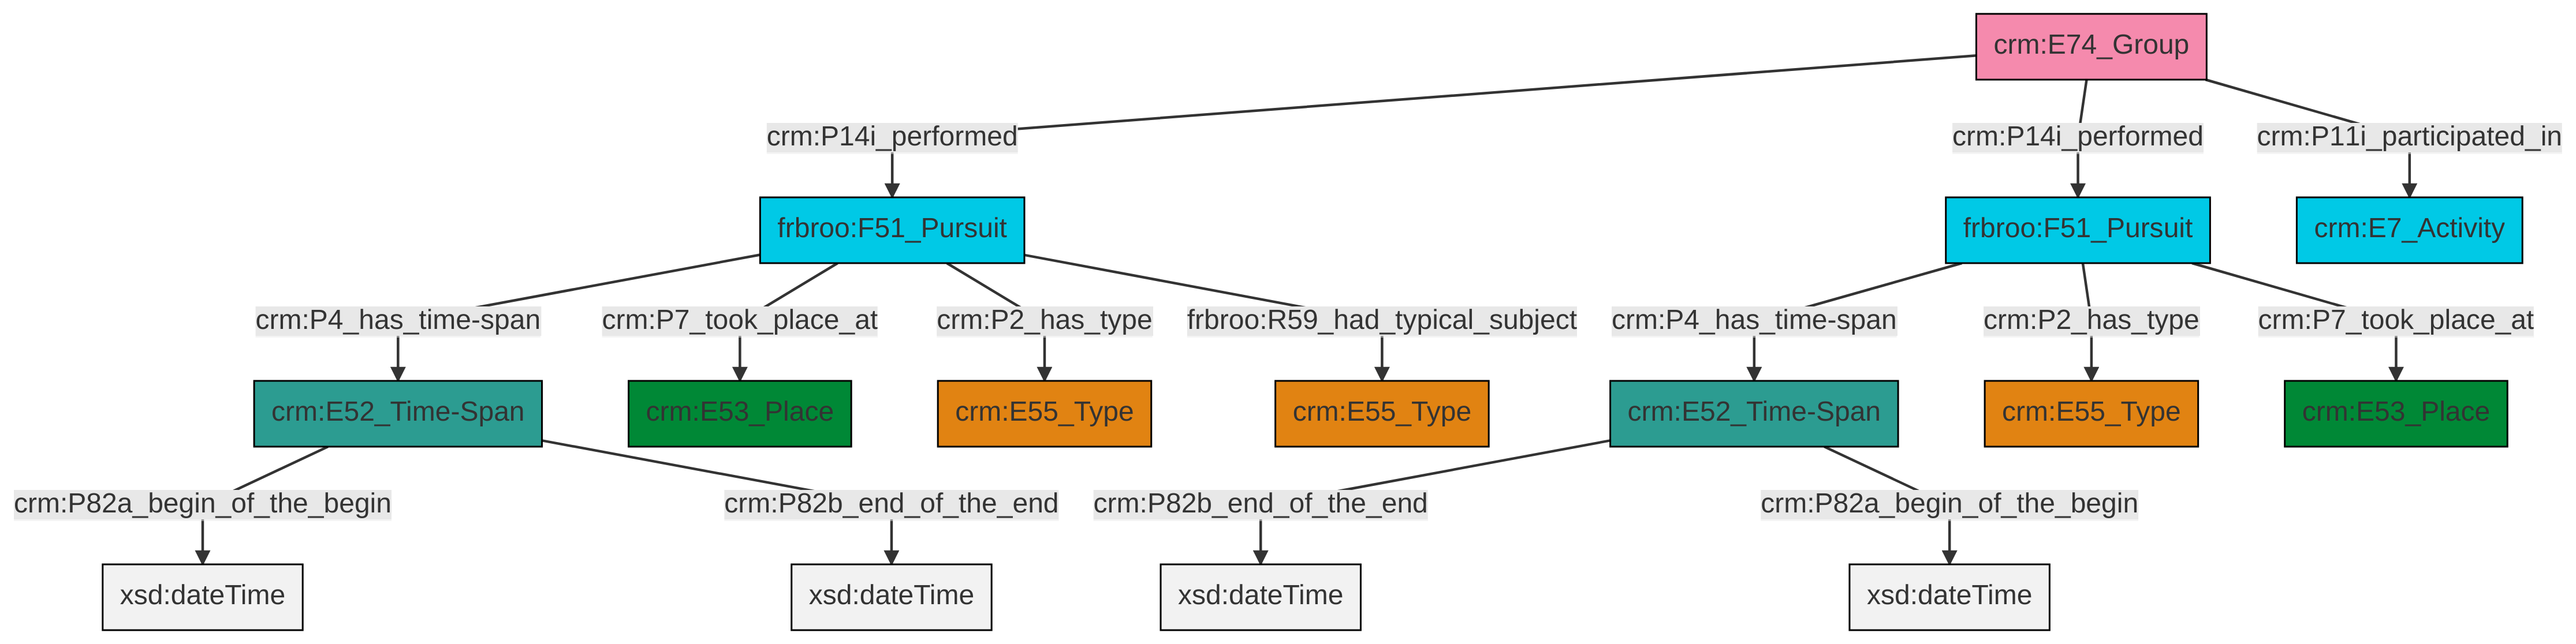 crm:E74_Group
crm:P14i_performed
crm:P14i_performed
crm:P11i_participated_in
frbroo:F51_Pursuit
frbroo:F51_Pursuit
crm:E7_Activity
crm:P4_has_time-span
crm:P7_took_place_at
crm:P2_has_type
frbroo:R59_had_typical_subject
crm:P4_has_time-span
crm:P2_has_type
crm:P7_took_place_at
crm:E52_Time-Span
crm:E53_Place
crm:E55_Type
crm:E55_Type
crm:E52_Time-Span
crm:E55_Type
crm:E53_Place
crm:P82a_begin_of_the_begin
crm:P82b_end_of_the_end
crm:P82b_end_of_the_end
crm:P82a_begin_of_the_begin
xsd:dateTime
xsd:dateTime
xsd:dateTime
xsd:dateTime